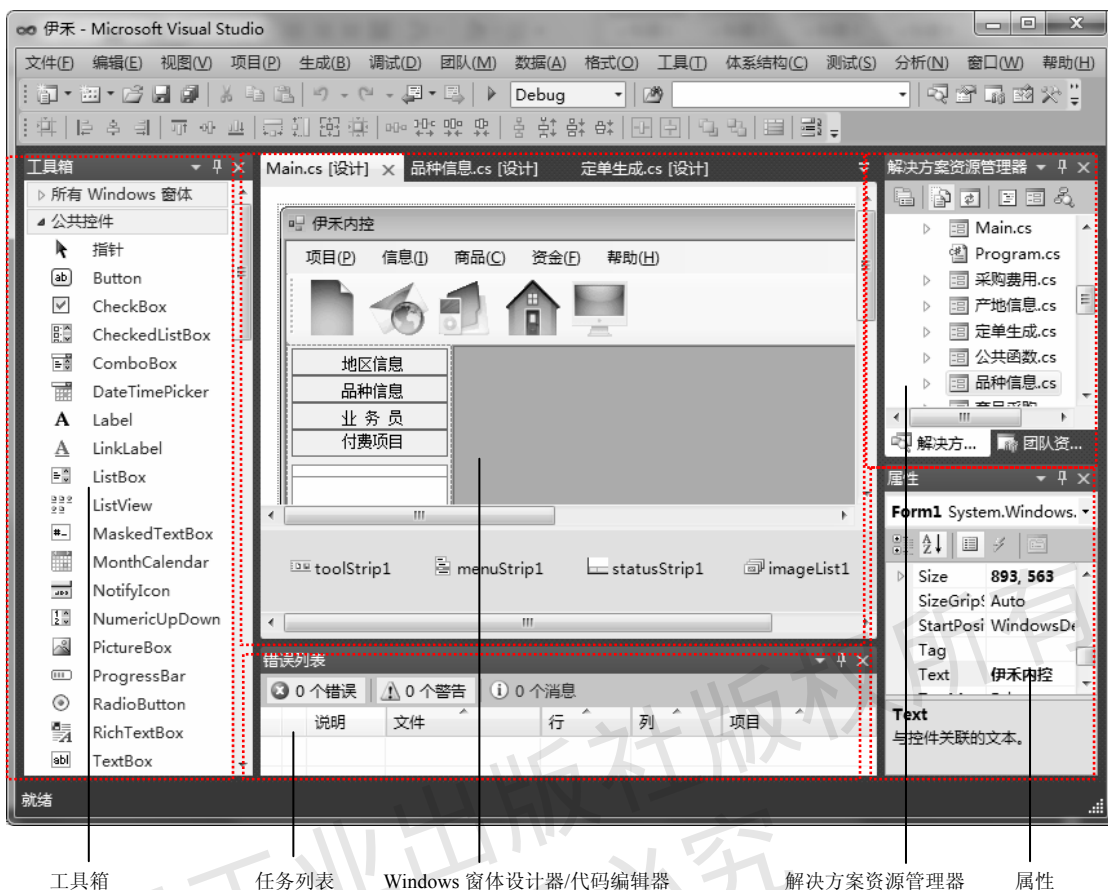 伊禾 - Microsoft Visual Studio
文件(F) 编辑(E) 视图(V) 项目(P) 生成(B) 调试(D) 团队(M) 数据(A) 格式(O) 工具(T) 体系结构(C) 测试(S) 分析(N) 窗口(W) 帮助(H)
Debug
工具箱
所有 Windows 窗体
公共控件
指针
Button
CheckBox
CheckedListBox
ComboBox
DateTimePicker
Label
LinkLabel
ListBox
ListView
MaskedTextBox
MonthCalendar
NotifyIcon
NumericUpDown
PictureBox
ProgressBar
RadioButton
RichTextBox
TextBox
Main.cs [设计] 品种信息.cs [设计] 定单生成.cs [设计]
伊禾内控
项目(P) 信息(I) 商品(C) 资金(F) 帮助(H)
地区信息
品种信息
业 务 员
付费项目
toolStrip1 menuStrip1 statusStrip1 imageList1
错误列表
0 个错误 0 个警告 0 个消息
说明 文件 行 列 项目
解决方案资源管理器
Main.cs
Program.cs
采购费用.cs
产地信息.cs
定单生成.cs
公共函数.cs
品种信息.cs
解决方... 团队资...
属性
Form1 System.Windows.
Size 893, 563
SizeGrip Auto
StartPosi WindowsDe
Tag
Text 伊禾内控
Text
与控件关联的文本。
就绪
工具箱 任务列表 Windows 窗体设计器/代码编辑器 解决方案资源管理器 属性